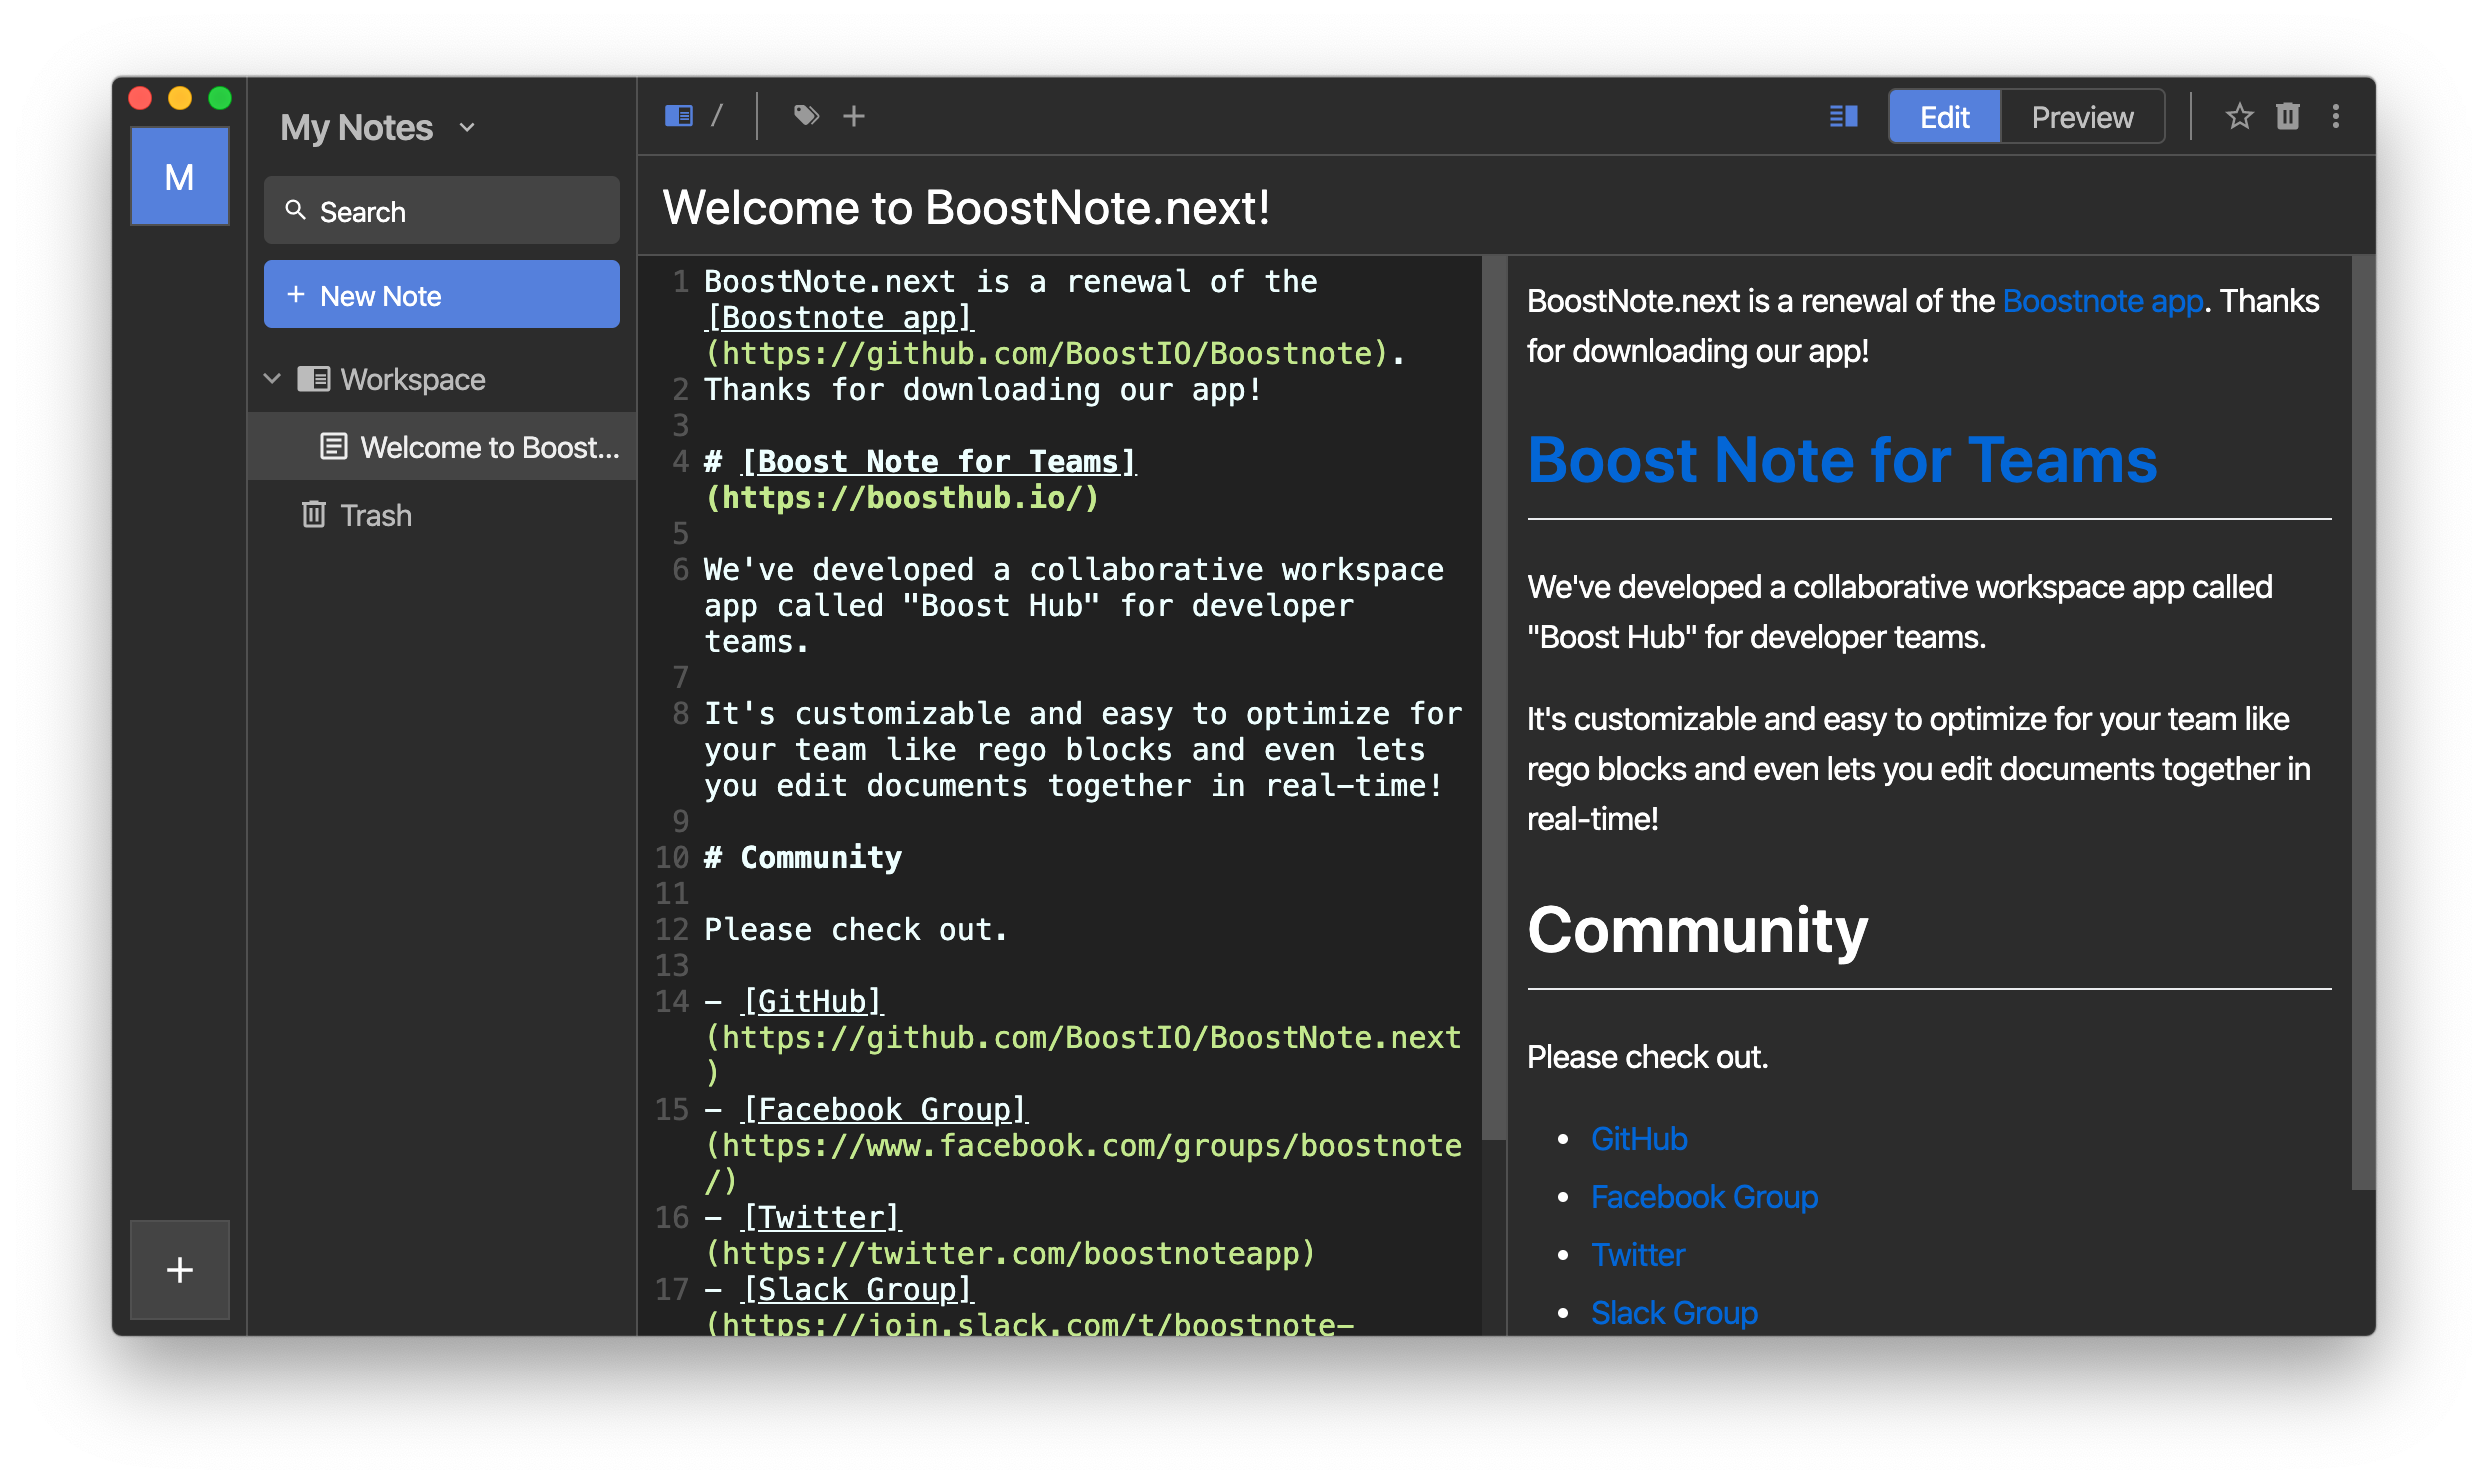 M
My Notes
Search
+ New Note
Workspace
Welcome to Boost...
Trash
+
/
+
Edit
Preview
Welcome to BoostNote.next!
1 BoostNote.next is a renewal of the
[Boostnote app]
(https://github.com/BoostIO/Boostnote).
2 Thanks for downloading our app!
3
4 # [Boost Note for Teams]
(https://boosthub.io/)
5
6 We've developed a collaborative workspace
app called "Boost Hub" for developer
teams.
7
8 It's customizable and easy to optimize for
your team like rego blocks and even lets
you edit documents together in real-time!
9
10 # Community
11
12 Please check out.
13
14 - [GitHub]
(https://github.com/BoostIO/BoostNote.next
)
15 - [Facebook Group]
(https://www.facebook.com/groups/boostnote
/)
16 - [Twitter]
(https://twitter.com/boostnoteapp)
17 - [Slack Group]
(https://join.slack.com/t/boostnote-
BoostNote.next is a renewal of the Boostnote app. Thanks
for downloading our app!
Boost Note for Teams
We've developed a collaborative workspace app called
"Boost Hub" for developer teams.
It's customizable and easy to optimize for your team like
rego blocks and even lets you edit documents together in
real-time!
Community
Please check out.
• GitHub
• Facebook Group
• Twitter
• Slack Group